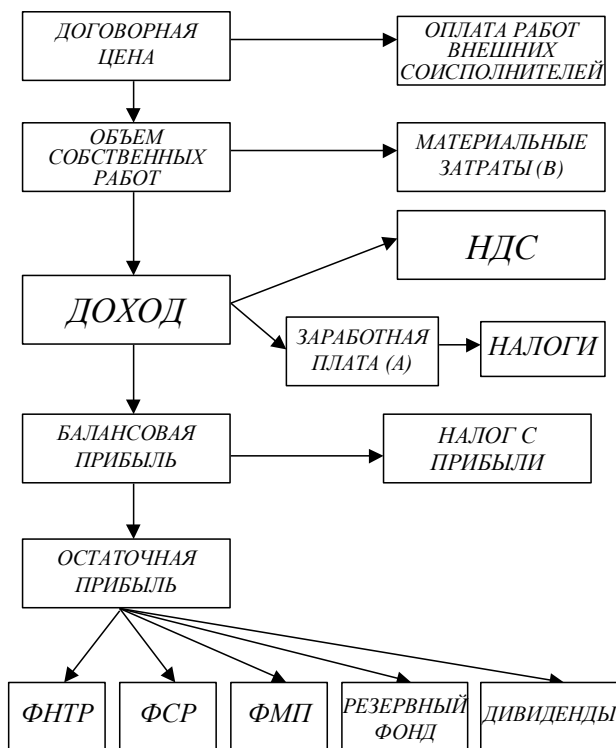 ДОГОВОРНАЯ
ЦЕНА
ОПЛАТА РАБОТ
ВНЕШНИХ
СОИСПОЛНИТЕЛЕЙ
ОБЪЕМ
СОБСТВЕННЫХ
РАБОТ
МАТЕРИАЛЬНЫЕ
ЗАТРАТЫ (В)
НДС
ДОХОД
ЗАРАБОТНАЯ
ПЛАТА (А)
НАЛОГИ
БАЛАНСОВАЯ
ПРИБЫЛЬ
НАЛОГ С
ПРИБЫЛИ
ОСТАТОЧНАЯ
ПРИБЫЛЬ
ФНТР
ФСР
ФМП
РЕЗЕРВНЫЙ
ФОНД
ДИВИДЕНДЫ